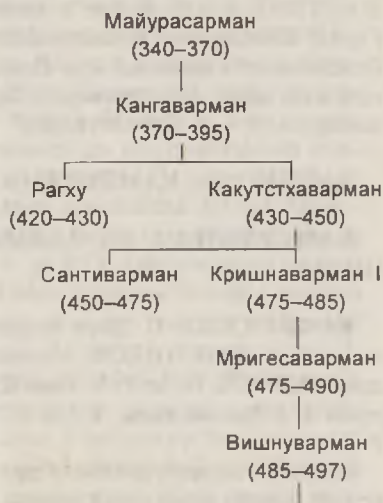 Майурасарман
(340–370)
Кангаварман
(370–395)
Рагху Какутстхаварман
(420–430) (430–450)
Сантиварман Кришнаварман I
(450–475) (475–485)
Мригесаварман
(475–490)
Вишнуварман
(485–497)